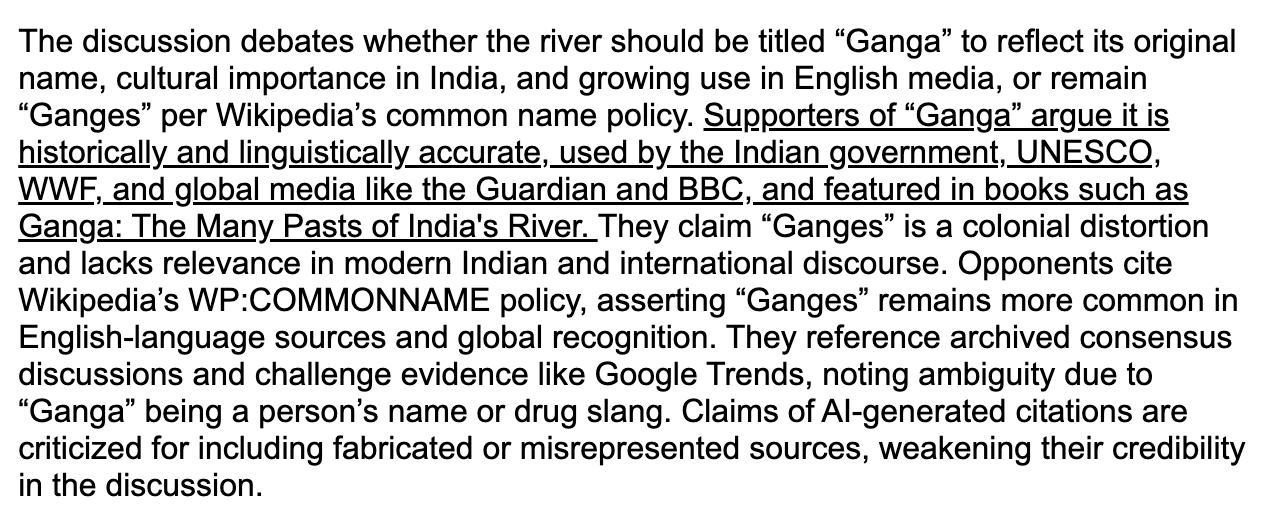 The discussion debates whether the river should be titled “Ganga” to reflect its original
name, cultural importance in India, and growing use in English media, or remain
“Ganges” per Wikipedia’s common name policy. Supporters of “Ganga” argue it is
historically and linguistically accurate, used by the Indian government, UNESCO,
WWF, and global media like the Guardian and BBC, and featured in books such as
Ganga: The Many Pasts of India's River. They claim “Ganges” is a colonial distortion
and lacks relevance in modern Indian and international discourse. Opponents cite
Wikipedia’s WP:COMMONNAME policy, asserting “Ganges” remains more common in
English-language sources and global recognition. They reference archived consensus
discussions and challenge evidence like Google Trends, noting ambiguity due to
“Ganga” being a person’s name or drug slang. Claims of AI-generated citations are
criticized for including fabricated or misrepresented sources, weakening their credibility
in the discussion.